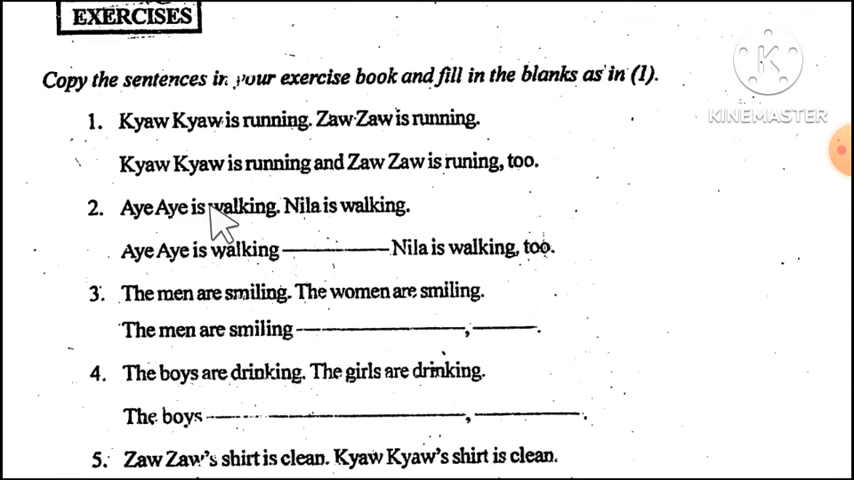 EXERCISES
Copy the sentences in your exercise book and fill in the blanks as in (1).
KINEMASTER
1. Kyaw Kyaw is running. Zaw Zaw is running.
Kyaw Kyaw is running and Zaw Zaw is runing, too.
2. Aye Aye is walking. Nila is walking.
Aye Aye is walking ———— Nila is walking, too.
3. The men are smiling. The women are smiling.
The men are smiling ————, ———.
4. The boys are drinking. The girls are drinking.
The boys ————, ———.
5. Zaw Zaw's shirt is clean. Kyaw Kyaw's shirt is clean.